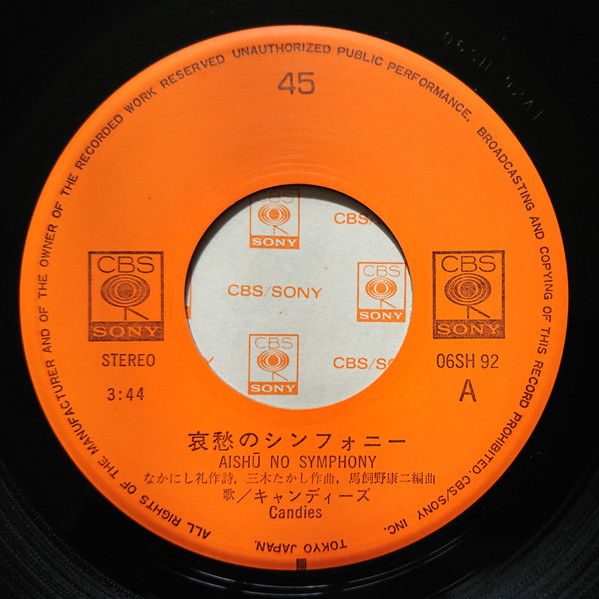 ALL RIGHTS OF THE MANUFACTURER AND OF THE OWNER OF THE RECORDED WORK RESERVED UNAUTHORIZED PUBLIC PERFORMANCE, BROADCASTING AND COPYING OF THIS RECORD PROHIBITED. CBS/SONY INC. TOKYO JAPAN.
45
CBS
SONY
CBS
SONY
STEREO
06SH 92
3:44
A
SONY
CBS/
CBS/SONY
CBS
SONY
CBS
SONY
CBS/S
哀愁のシンフォニー
AISHŪ NO SYMPHONY
なかにし礼作詩, 三木たかし作曲, 馬飼野康二編曲
歌/キャンディーズ
Candies